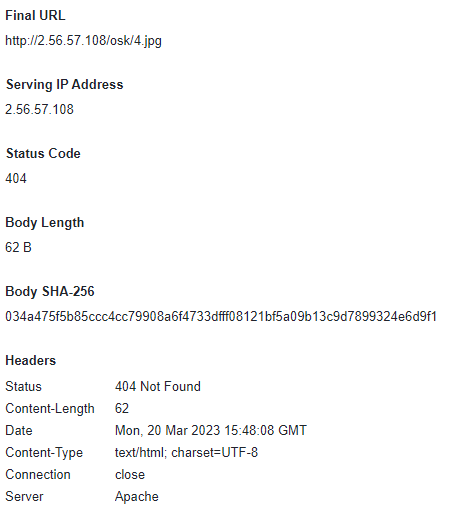 Final URL
http://2.56.57.108/osk/4.jpg
Serving IP Address
2.56.57.108
Status Code
404
Body Length
62 B
Body SHA-256
034a475f5b85ccc4cc79908a6f4733dfff08121bf5a09b13c9d7899324e6d9f1
Headers
Status 404 Not Found
Content-Length 62
Date Mon, 20 Mar 2023 15:48:08 GMT
Content-Type text/html; charset=UTF-8
Connection close
Server Apache